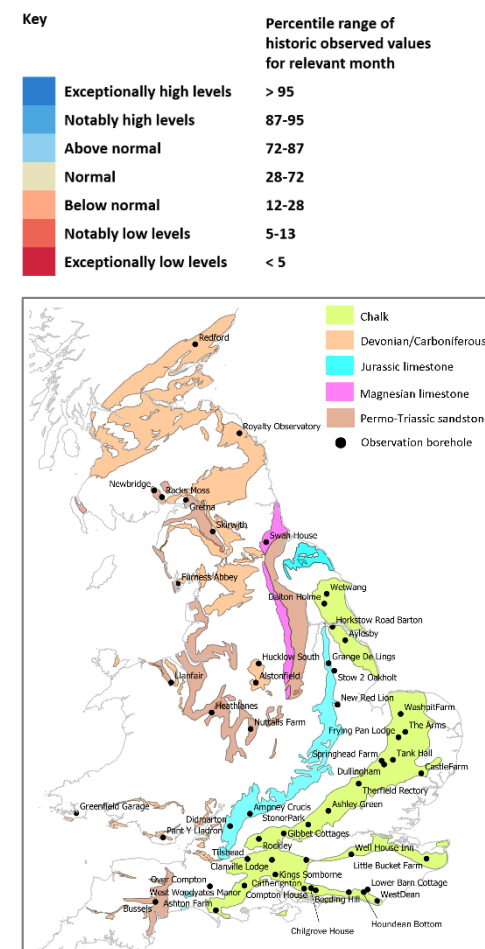 Key
Percentile range of
historic observed values
for relevant month
Exceptionally high levels > 95
Notably high levels 87-95
Above normal 72-87
Normal 28-72
Below normal 12-28
Notably low levels 5-13
Exceptionally low levels < 5
Chalk
Devonian/Carboniferous
Jurassic limestone
Magnesian limestone
Permo-Triassic sandstone
Observation borehole
Redford
Royalty Observatory
Newbridge
Racks Moss
Gretna
Skirwith
Swan House
Furness Abbey
Wetwang
Dalton Holme
Horkstow Road Barton
Aylesby
Hucklow South
Grange De Lings
Llanfair
Alstonfield
Stow 2 Oakholt
New Red Lion
Heathlanes
WashpitFarm
Nuttalls Farm
Frying Pan Lodge
The Arms
Springhead Farm
Tank Hall
Dullingham
CastleFarm
Therfield Rectory
Greenfield Garage
Ampney Crucis
Ashley Green
Didmarton
StonorPark
Pant Y Lladron
Gibbet Cottages
Rockley
Tilshead
Well House Inn
Clanville Lodge
Little Bucket Farm
Kings Somborne
Over Compton
Catherington
Lower Barn Cottage
West Woodyates Manor
Compton House
WestDean
Ashton Farm
Beeding Hill
Bussels
Chilgrove House
Houndean Bottom